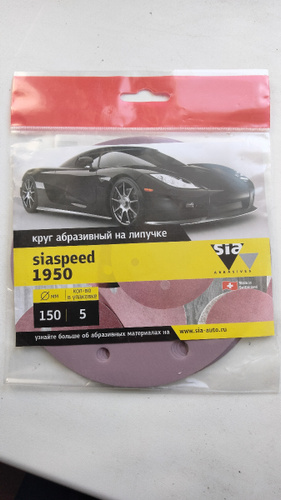 круг абразивный на липучке
siaspeed
1950
sia
ABRASIVES
Ø мм
кол-во
в упаковке
150
5
узнайте больше об абразивных материалах на
www.sia-auto.ru